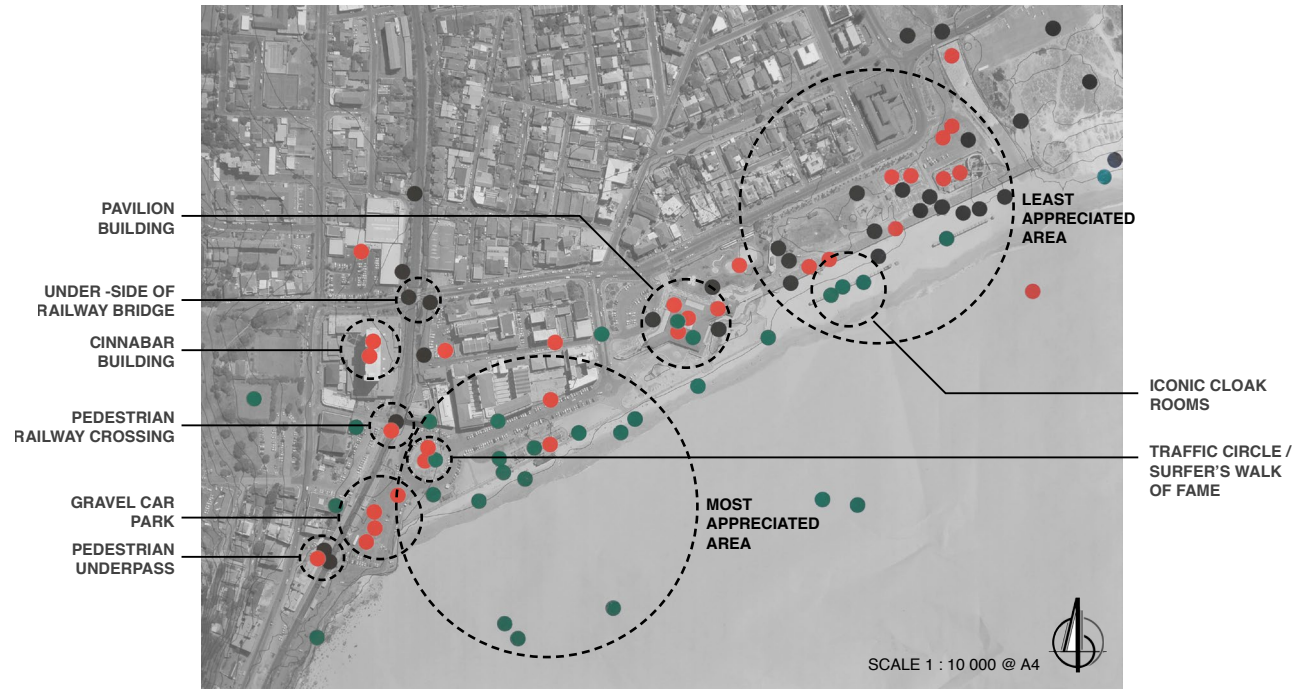 PAVILION
BUILDING
UNDER -SIDE OF
RAILWAY BRIDGE
CINNABAR
BUILDING
PEDESTRIAN
RAILWAY CROSSING
GRAVEL CAR
PARK
PEDESTRIAN
UNDERPASS
LEAST
APPRECIATED
AREA
MOST
APPRECIATED
AREA
ICONIC CLOAK
ROOMS
TRAFFIC CIRCLE /
SURFER'S WALK
OF FAME
SCALE 1 : 10 000 @ A4